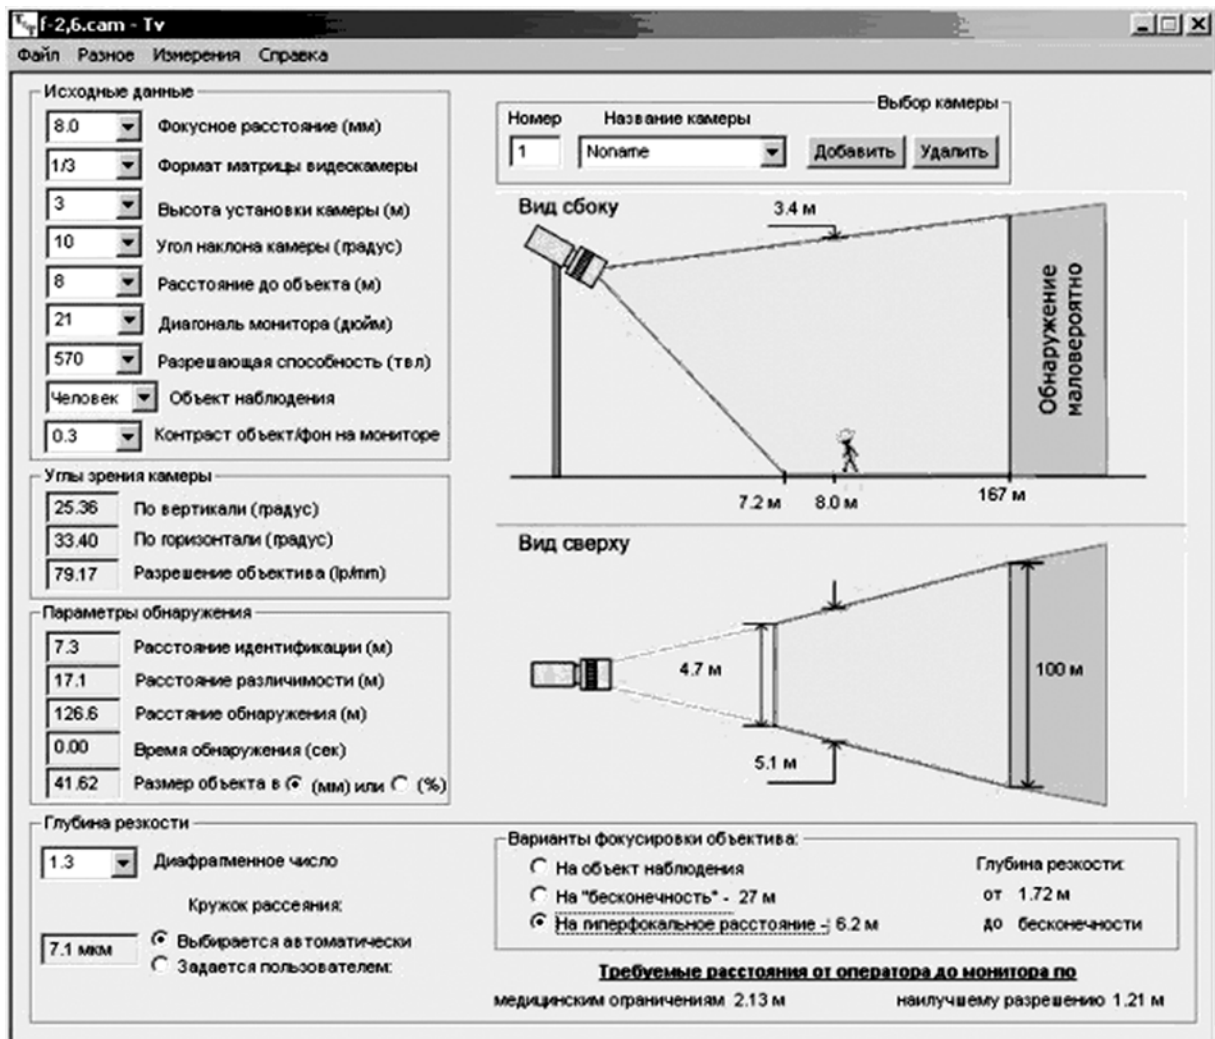 f-2,6.cam - Tv
Файл Разное Измерения Справка
Исходные данные
8.0 Фокусное расстояние (мм)
1/3 Формат матрицы видеокамеры
3 Высота установки камеры (м)
10 Угол наклона камеры (градус)
8 Расстояние до объекта (м)
21 Диагональ монитора (дюйм)
570 Разрешающая способность (твл)
Человек Объект наблюдения
0.3 Контраст объект/фон на мониторе
Углы зрения камеры
25.36 По вертикали (градус)
33.40 По горизонтали (градус)
79.17 Разрешение объектива (lp/mm)
Параметры обнаружения
7.3 Расстояние идентификации (м)
17.1 Расстояние различимости (м)
126.6 Расстяние обнаружения (м)
0.00 Время обнаружения (сек)
41.62 Размер объекта в (мм) или (%)
Выбор камеры
Номер Название камеры
1 Noname Добавить Удалить
Вид сбоку
3.4 м
Обнаружение
маловероятно
7.2 м 8.0 м 167 м
Вид сверху
4.7 м
100 м
5.1 м
Глубина резкости
1.3 Диафрагменное число
Кружок рассеяния:
7.1 мкм
Выбирается автоматически
Задается пользователем:
Варианты фокусировки объектива:
На объект наблюдения
На "бесконечность" - 27 м
На гиперфокальное расстояние - 6.2 м
Глубина резкости:
от 1.72 м
до бесконечности
Требуемые расстояния от оператора до монитора по
медицинским ограничениям 2.13 м наилучшему разрешению 1.21 м